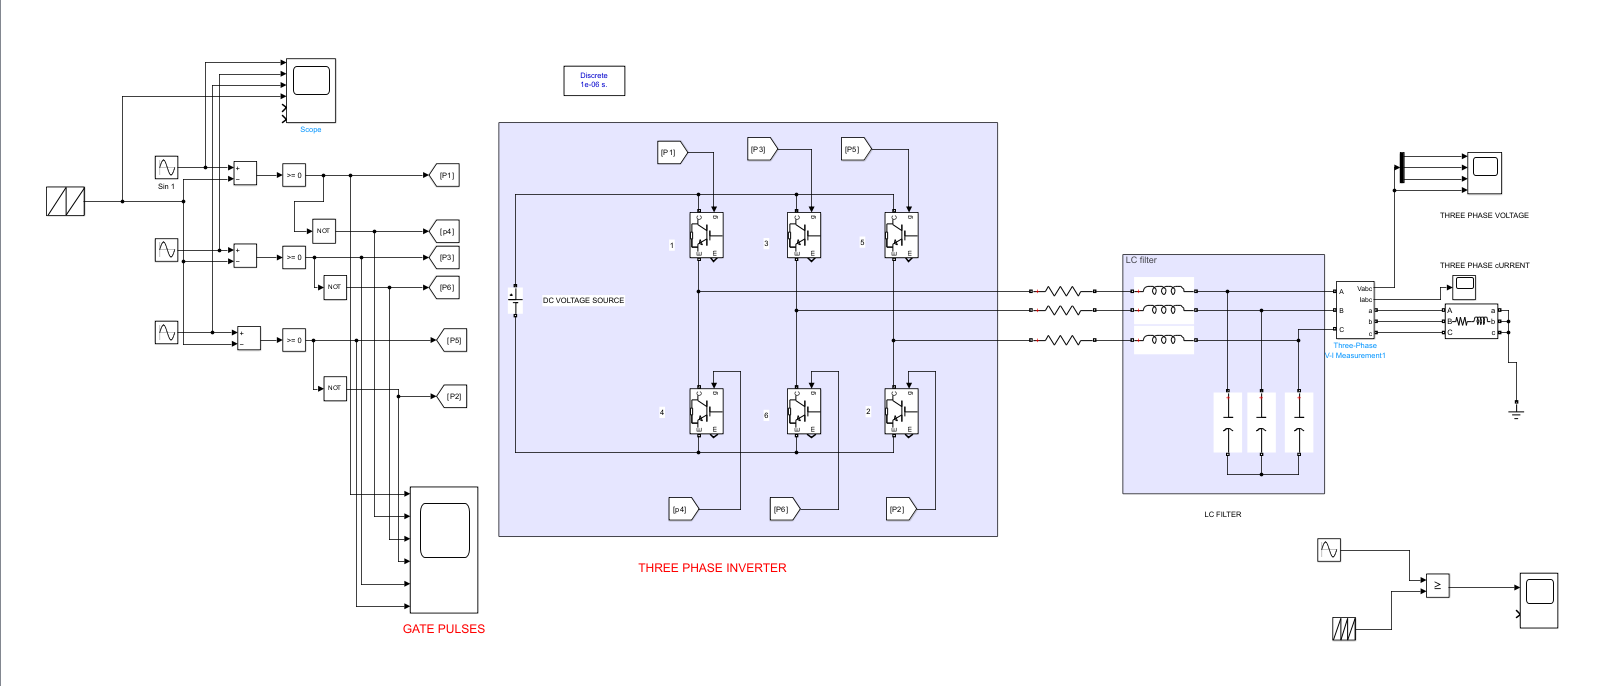 Discrete
1e-06 s.
Scope
Sin 1
+
−
>= 0
[P1]
NOT
[p4]
+
−
>= 0
[P3]
NOT
[P6]
+
−
>= 0
[P5]
NOT
[P2]
GATE PULSES
[P1]
[P3]
[P5]
C
g
E
m
1
C
g
E
m
3
C
g
E
m
5
DC VOLTAGE SOURCE
+
C
g
E
m
4
C
g
E
m
6
C
g
E
m
2
[p4]
[P6]
[P2]
THREE PHASE INVERTER
LC filter
+
+
+
+
+
+
+
+
+
LC FILTER
THREE PHASE VOLTAGE
THREE PHASE cURRENT
A
B
C
Vabc
Iabc
a
b
c
Three-Phase
V-I Measurement1
A
B
C
a
b
c
≥